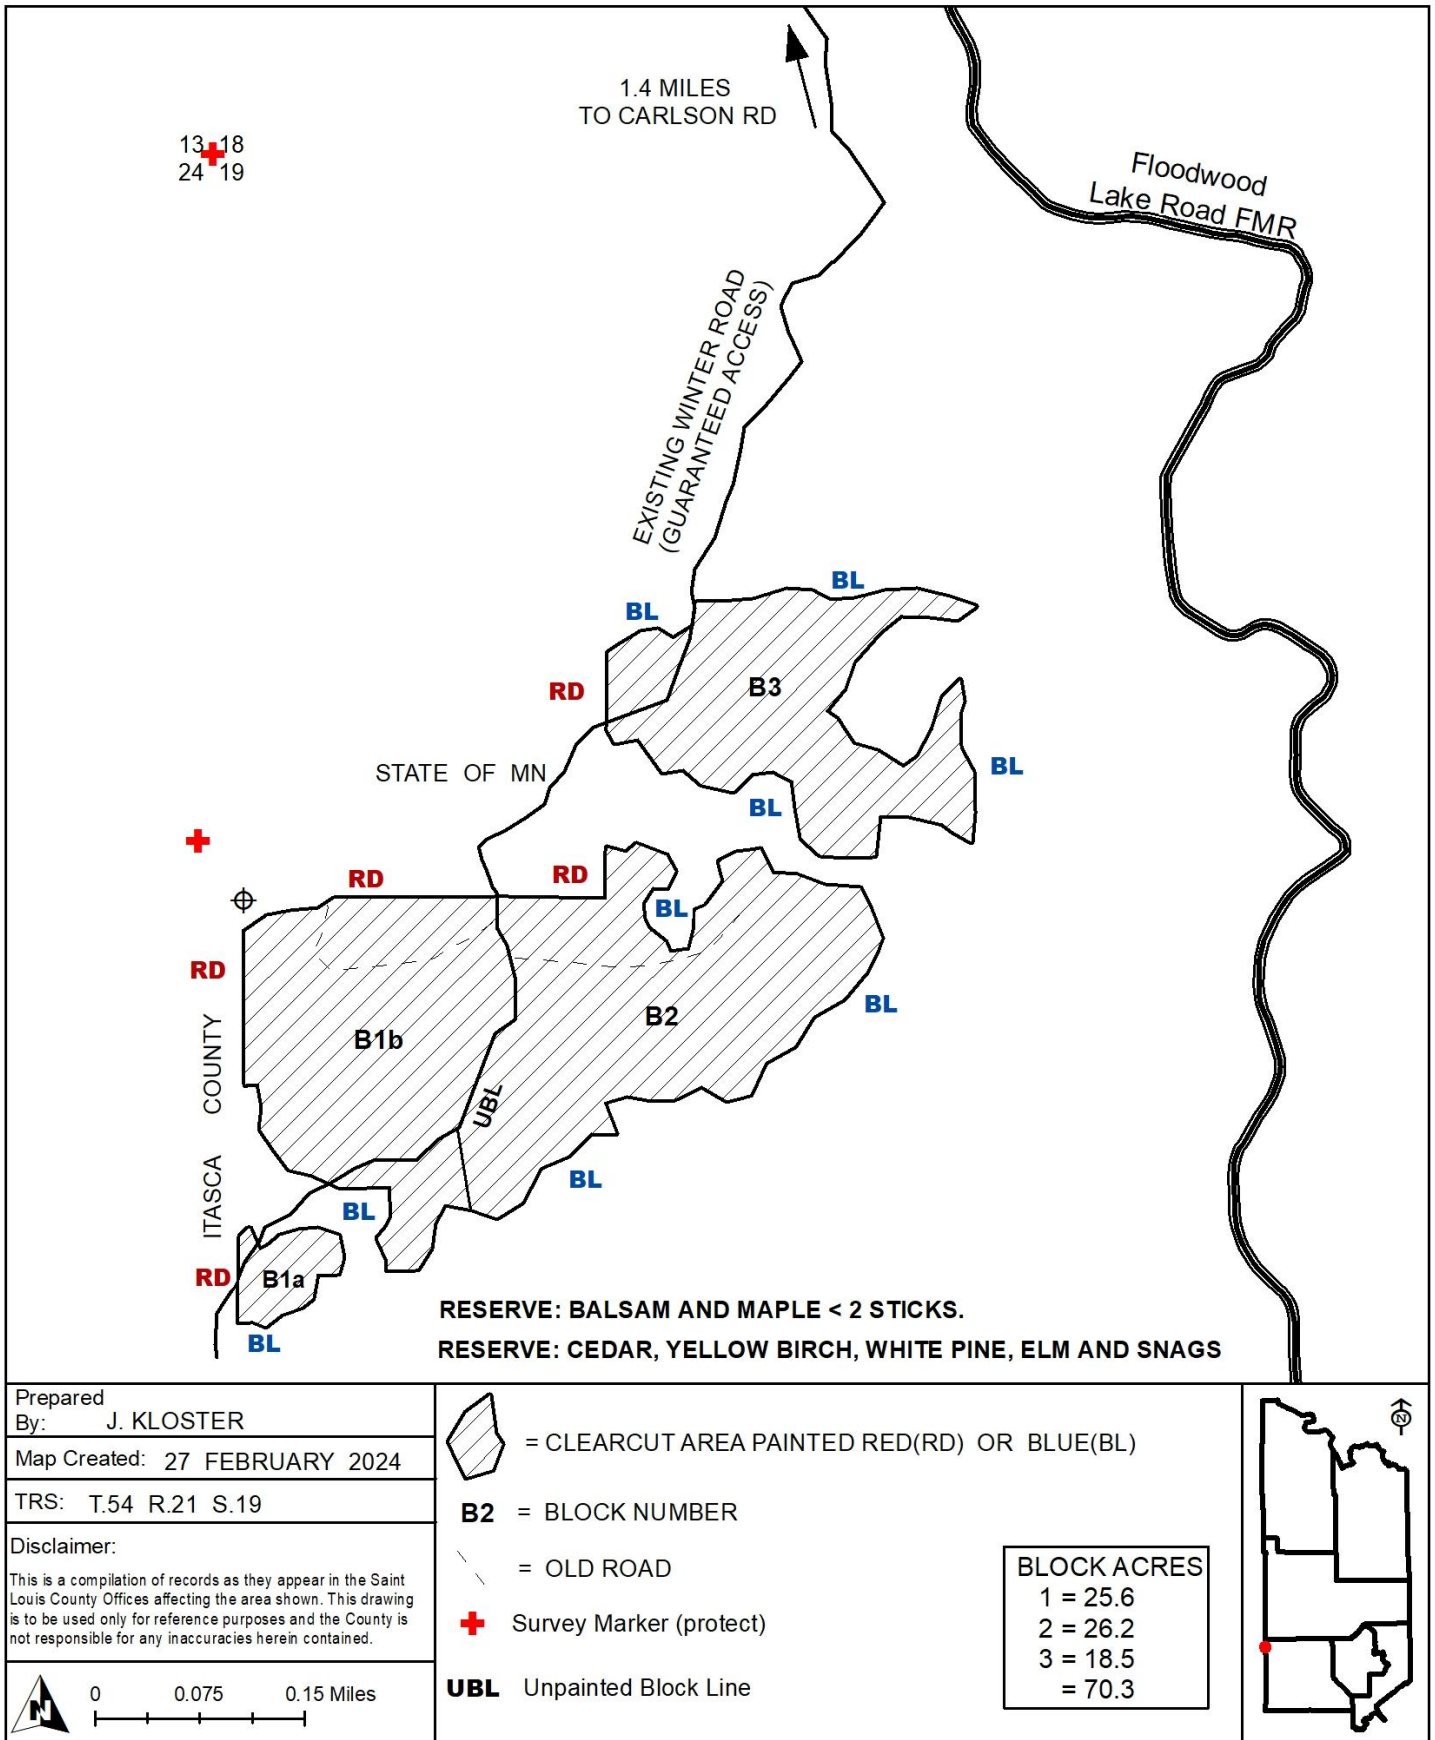 1.4 MILES
TO CARLSON RD
13 18
24 19
Floodwood
Lake Road FMR
EXISTING WINTER ROAD
(GUARANTEED ACCESS)
BL
BL
RD
B3
STATE OF MN
BL
BL
RD
RD
BL
RD
BL
B2
B1b
ITASCA COUNTY
UBL
BL
BL
RD
B1a
BL
RESERVE: BALSAM AND MAPLE < 2 STICKS.
RESERVE: CEDAR, YELLOW BIRCH, WHITE PINE, ELM AND SNAGS
Prepared
By: J. KLOSTER
Map Created: 27 FEBRUARY 2024
TRS: T.54 R.21 S.19
Disclaimer:
This is a compilation of records as they appear in the Saint
Louis County Offices affecting the area shown. This drawing
is to be used only for reference purposes and the County is
not responsible for any inaccuracies herein contained.
N
0 0.075 0.15 Miles
= CLEARCUT AREA PAINTED RED(RD) OR BLUE(BL)
B2 = BLOCK NUMBER
= OLD ROAD
Survey Marker (protect)
UBL Unpainted Block Line
BLOCK ACRES
1 = 25.6
2 = 26.2
3 = 18.5
= 70.3
N